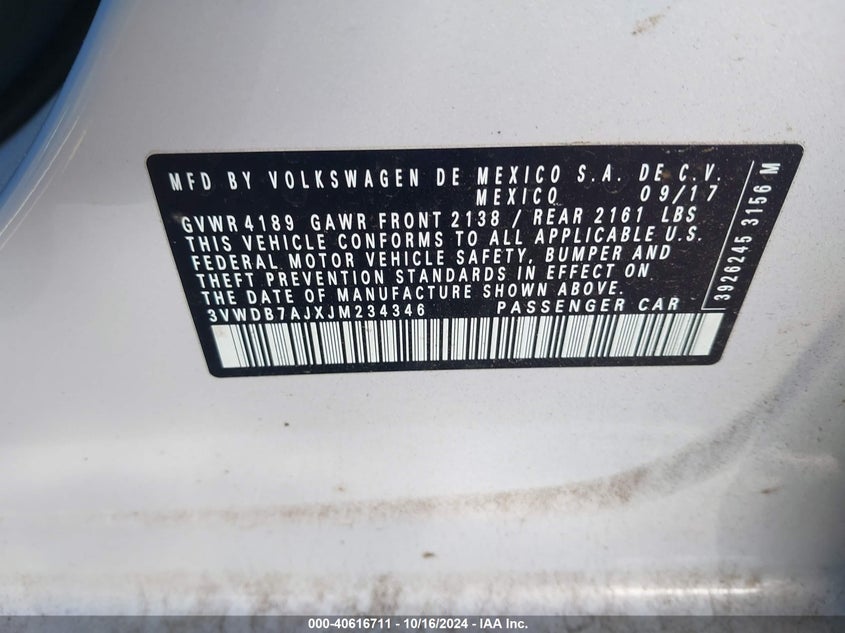 MFD BY VOLKSWAGEN DE MEXICO S.A. DE C.V.
MEXICO 09/17
GVWR 4189 GAWR FRONT 2138 / REAR 2161 LBS
THIS VEHICLE CONFORMS TO ALL APPLICABLE U.S.
FEDERAL MOTOR VEHICLE SAFETY, BUMPER AND
THEFT PREVENTION STANDARDS IN EFFECT ON
THE DATE OF MANUFACTURE SHOWN ABOVE.
3VWDB7AJXJM234346 PASSENGER CAR
3926245 3156 M
000-40616711 - 10/16/2024 - IAA Inc.